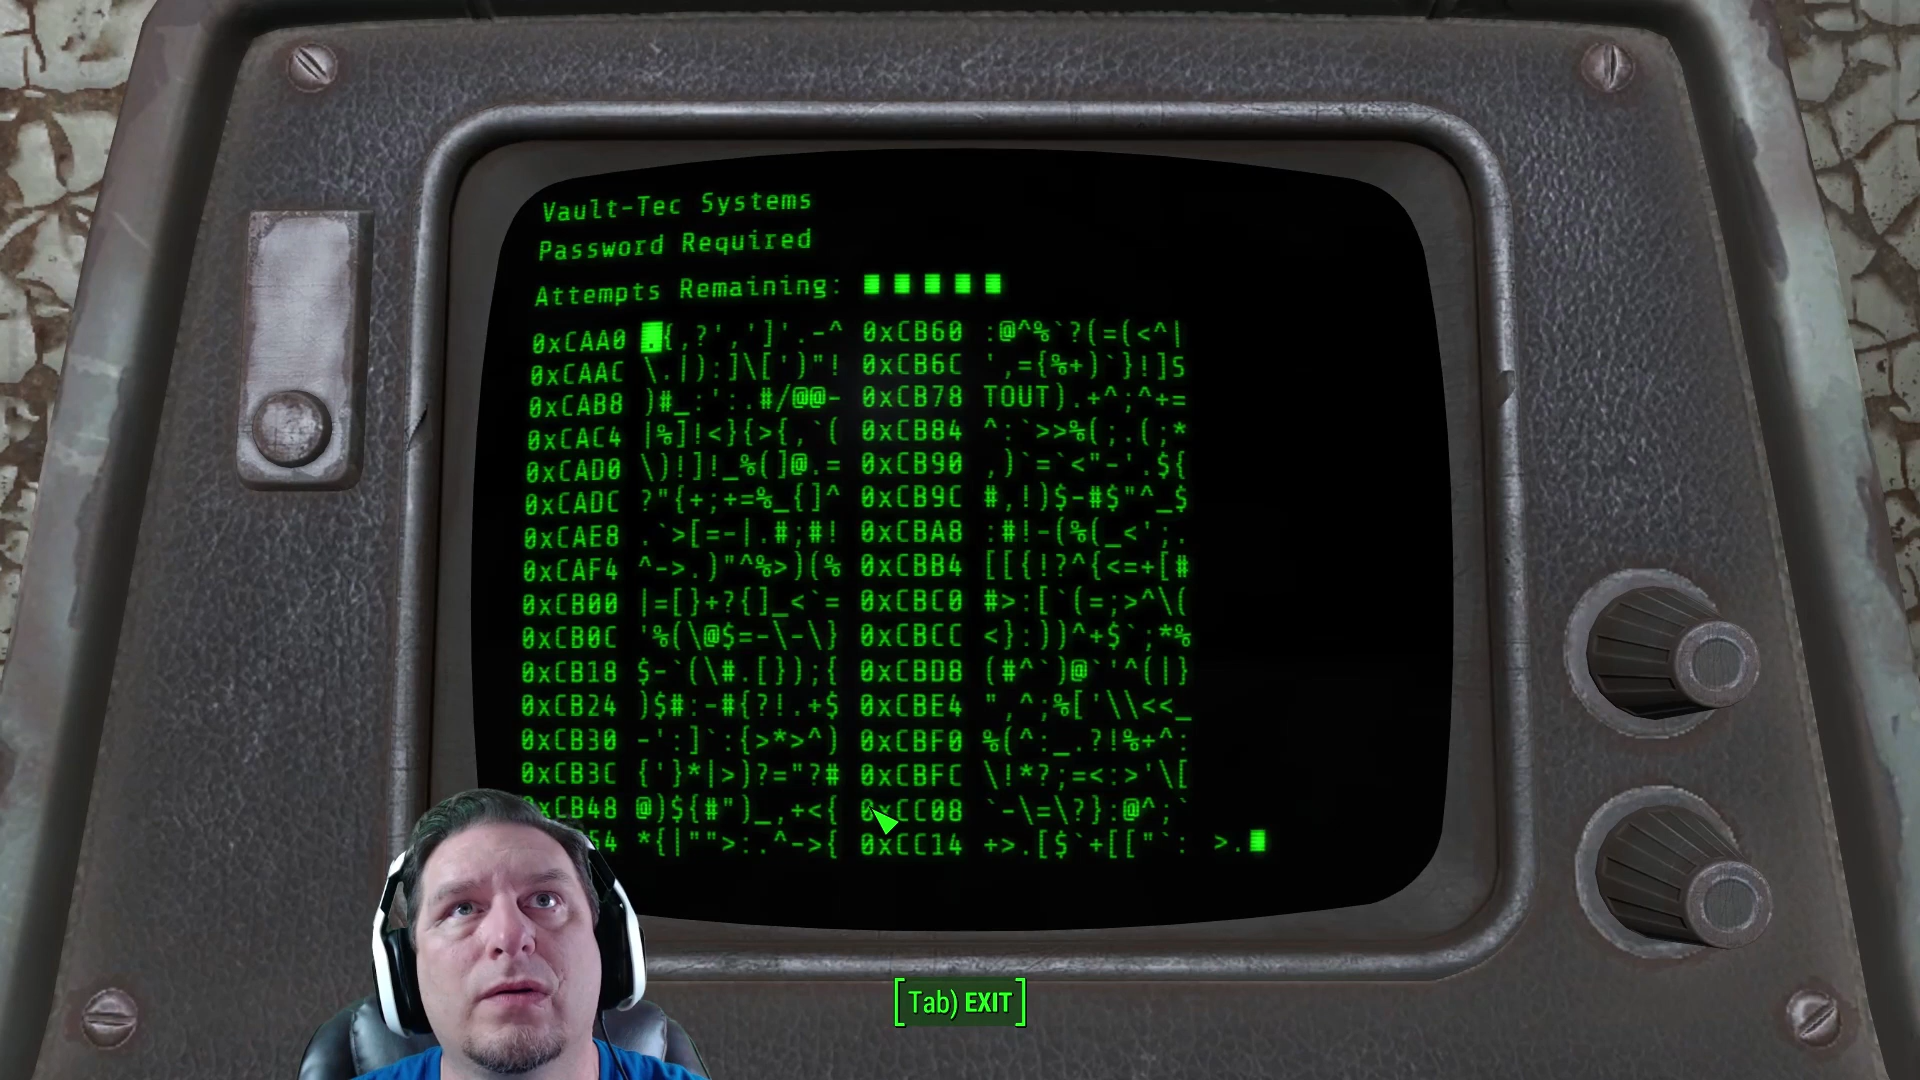 Vault-Tec Systems
Password Required
Attempts Remaining:
0xCAA0 .{,?',']'.-^ 0xCB60 :@^%`?(=(<^|
0xCAAC \.|):]\[')"! 0xCB6C ',={%+)`}!]S
0xCAB8 )#_:':.#/@@- 0xCB78 TOUT).+^;^+=
0xCAC4 |%]!<}{>{,`( 0xCB84 ^:`>>%(;.(;*
0xCAD0 \)!]!_%(]@.= 0xCB90 ,)`=`<"-'.${
0xCADC ?"{+;+=%_{]^ 0xCB9C #,!)$-#$"^_$
0xCAE8 .`>[=-|.#;#! 0xCBA8 :#!-(%(_<';.
0xCAF4 ^->.)"^%>)(% 0xCBB4 [[{!?^{<=+[#
0xCB00 |=[}+?{]_<`= 0xCBC0 #>:[`(=;>^\(
0xCB0C '%(\@$=-\-\} 0xCBCC <}:))^+$`;*%
0xCB18 $-`(\#.[});{ 0xCBD8 (#^`)@`'^(|}
0xCB24 )$#:-#{?!.+$ 0xCBE4 ",^;%['\\<<_
0xCB30 -':]`:{>*>^) 0xCBF0 %(^:_.?!%+^:
0xCB3C {'}*|>)?="?# 0xCBFC \!*?;=<:>'\[
0xCB48 @)${#")_,+<{ 0xCC08 `-\=\?}:@^;`
54 *{|"">:.^->{ 0xCC14 +>.[$`+[["`: >.
[Tab) EXIT]